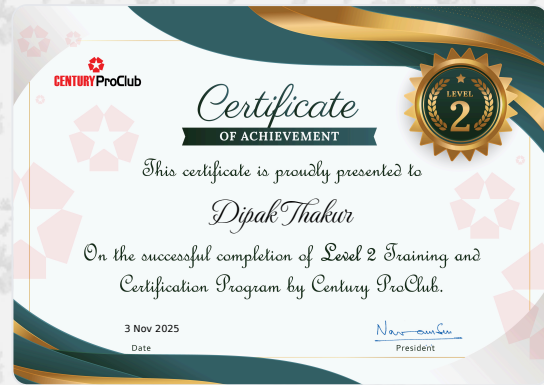 CENTURY ProClub
LEVEL
2
Certificate
OF ACHIEVEMENT
This certificate is proudly presented to
Dipak Thakur
On the successful completion of Level 2 Training and
Certification Program by Century ProClub.
3 Nov 2025
Date
President